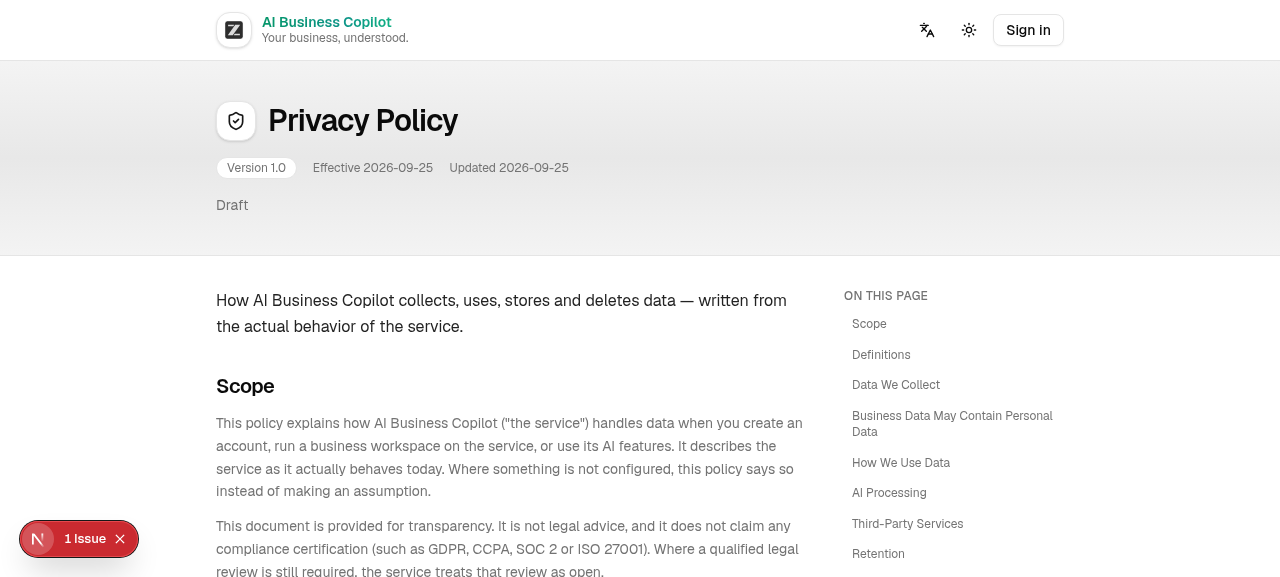 AI Business Copilot
Your business, understood.
Sign in
Privacy Policy
Version 1.0
Effective 2026-09-25
Updated 2026-09-25
Draft
How AI Business Copilot collects, uses, stores and deletes data — written from
the actual behavior of the service.
Scope
This policy explains how AI Business Copilot ("the service") handles data when you create an
account, run a business workspace on the service, or use its AI features. It describes the
service as it actually behaves today. Where something is not configured, this policy says so
instead of making an assumption.
This document is provided for transparency. It is not legal advice, and it does not claim any
compliance certification (such as GDPR, CCPA, SOC 2 or ISO 27001). Where a qualified legal
review is still required, the service treats that review as open.
ON THIS PAGE
Scope
Definitions
Data We Collect
Business Data May Contain Personal
Data
How We Use Data
AI Processing
Third-Party Services
Retention
N
1 Issue